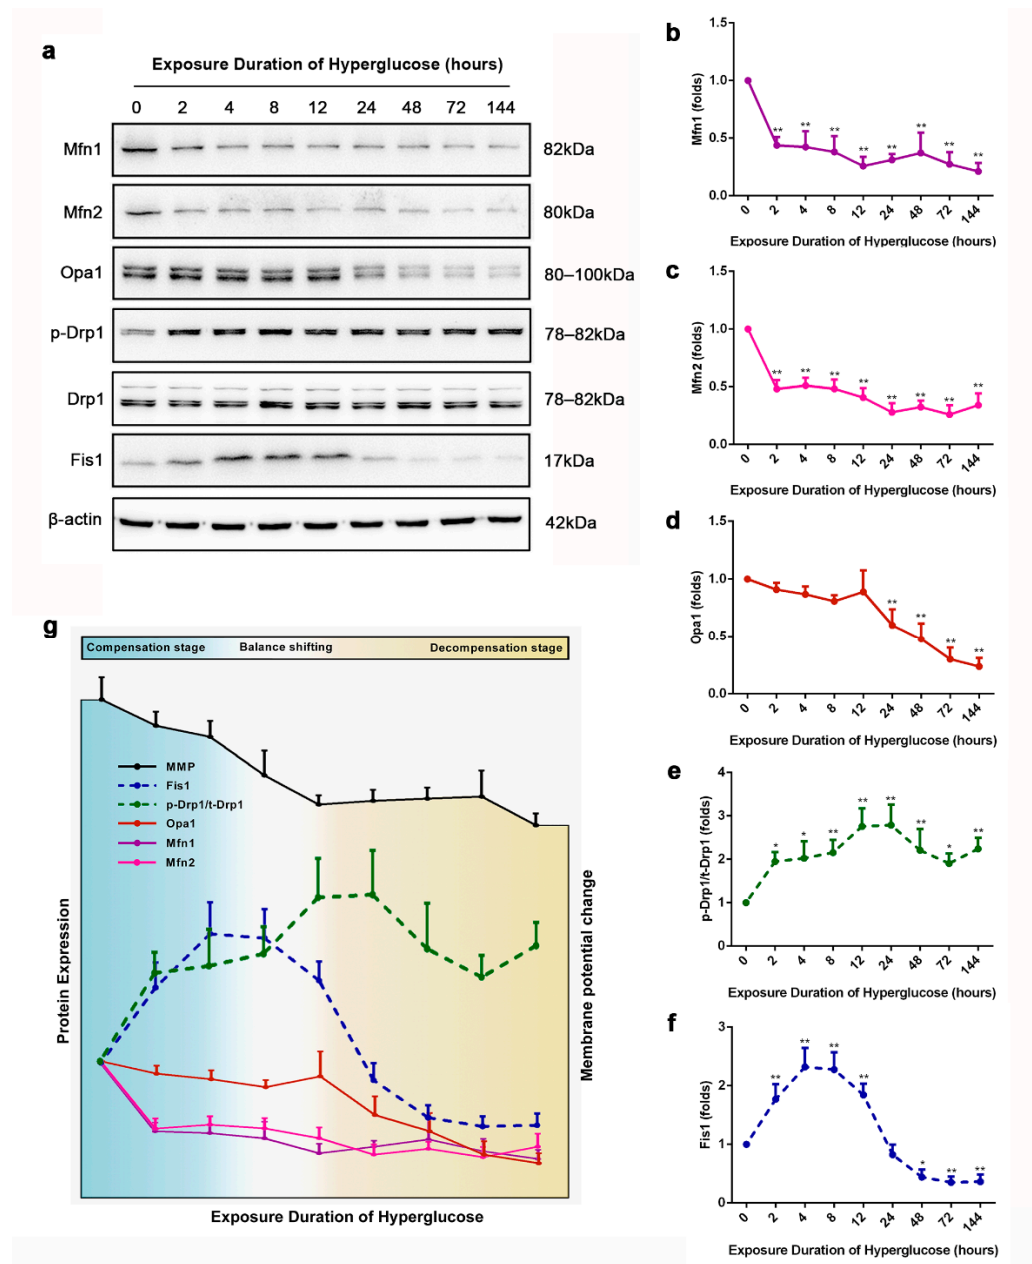 a
Exposure Duration of Hyperglucose (hours)
0 2 4 8 12 24 48 72 144
Mfn1 82kDa
Mfn2 80kDa
Opa1 80–100kDa
p-Drp1 78–82kDa
Drp1 78–82kDa
Fis1 17kDa
β-actin 42kDa
b
Mfn1 (folds)
1.5
1.0
0.5
0.0
** ** ** ** ** ** ** **
0 2 4 8 12 24 48 72 144
Exposure Duration of Hyperglucose (hours)
c
Mfn2 (folds)
1.5
1.0
0.5
0.0
** ** ** ** ** ** ** **
0 2 4 8 12 24 48 72 144
Exposure Duration of Hyperglucose (hours)
d
Opa1 (folds)
1.5
1.0
0.5
0.0
** ** ** **
0 2 4 8 12 24 48 72 144
Exposure Duration of Hyperglucose (hours)
e
p-Drp1/t-Drp1 (folds)
4
3
2
1
0
* * ** ** ** ** * **
0 2 4 8 12 24 48 72 144
Exposure Duration of Hyperglucose (hours)
f
Fis1 (folds)
3
2
1
0
** ** ** ** * ** **
0 2 4 8 12 24 48 72 144
Exposure Duration of Hyperglucose (hours)
g
Compensation stage Balance shifting Decompensation stage
MMP
Fis1
p-Drp1/t-Drp1
Opa1
Mfn1
Mfn2
Protein Expression
Membrane potential change
Exposure Duration of Hyperglucose